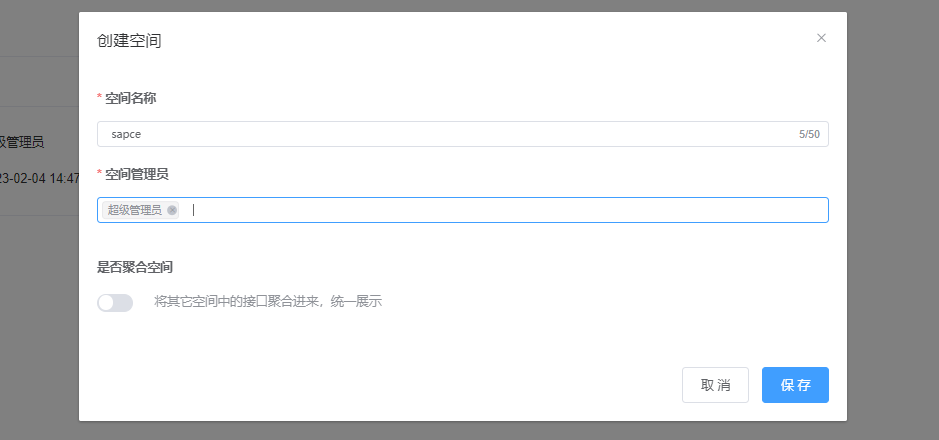 创建空间
* 空间名称
sapce
5/50
* 空间管理员
超级管理员
是否聚合空间
将其它空间中的接口聚合进来，统一展示
取 消
保 存
级管理员
23-02-04 14:47